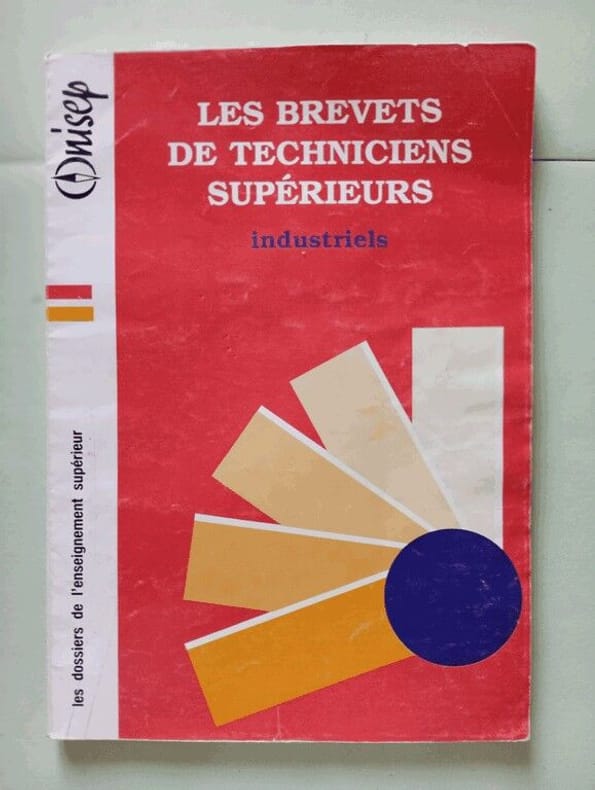 Onisep
LES BREVETS
DE TECHNICIENS
SUPÉRIEURS
industriels
les dossiers de l'enseignement supérieur